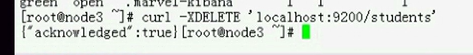 green open .marvel-kibana
[root@node3 ~]# curl -XDELETE 'localhost:9200/students'
{"acknowledged":true}[root@node3 ~]#